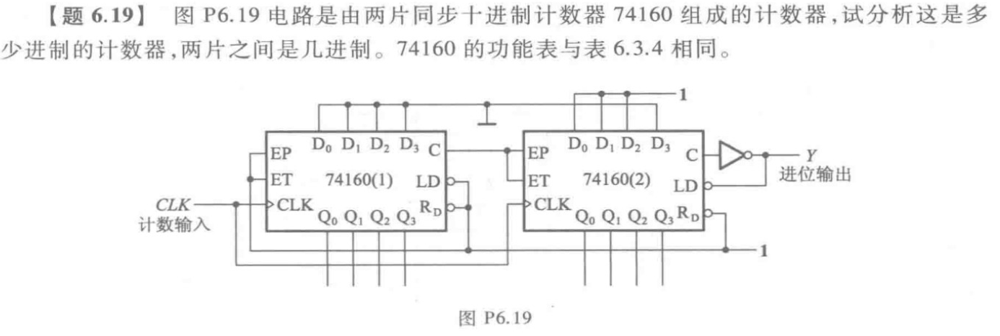 【题 6.19】 图 P6.19 电路是由两片同步十进制计数器 74160 组成的计数器,试分析这是多
少进制的计数器,两片之间是几进制。74160 的功能表与表 6.3.4 相同。
1
D₀ D₁ D₂ D₃ C
EP
ET 74160(1) LD
CLK R_D
Q₀ Q₁ Q₂ Q₃
CLK
计数输入
D₀ D₁ D₂ D₃ C
EP
ET 74160(2) LD
CLK R_D
Q₀ Q₁ Q₂ Q₃
Y
进位输出
1
图 P6.19